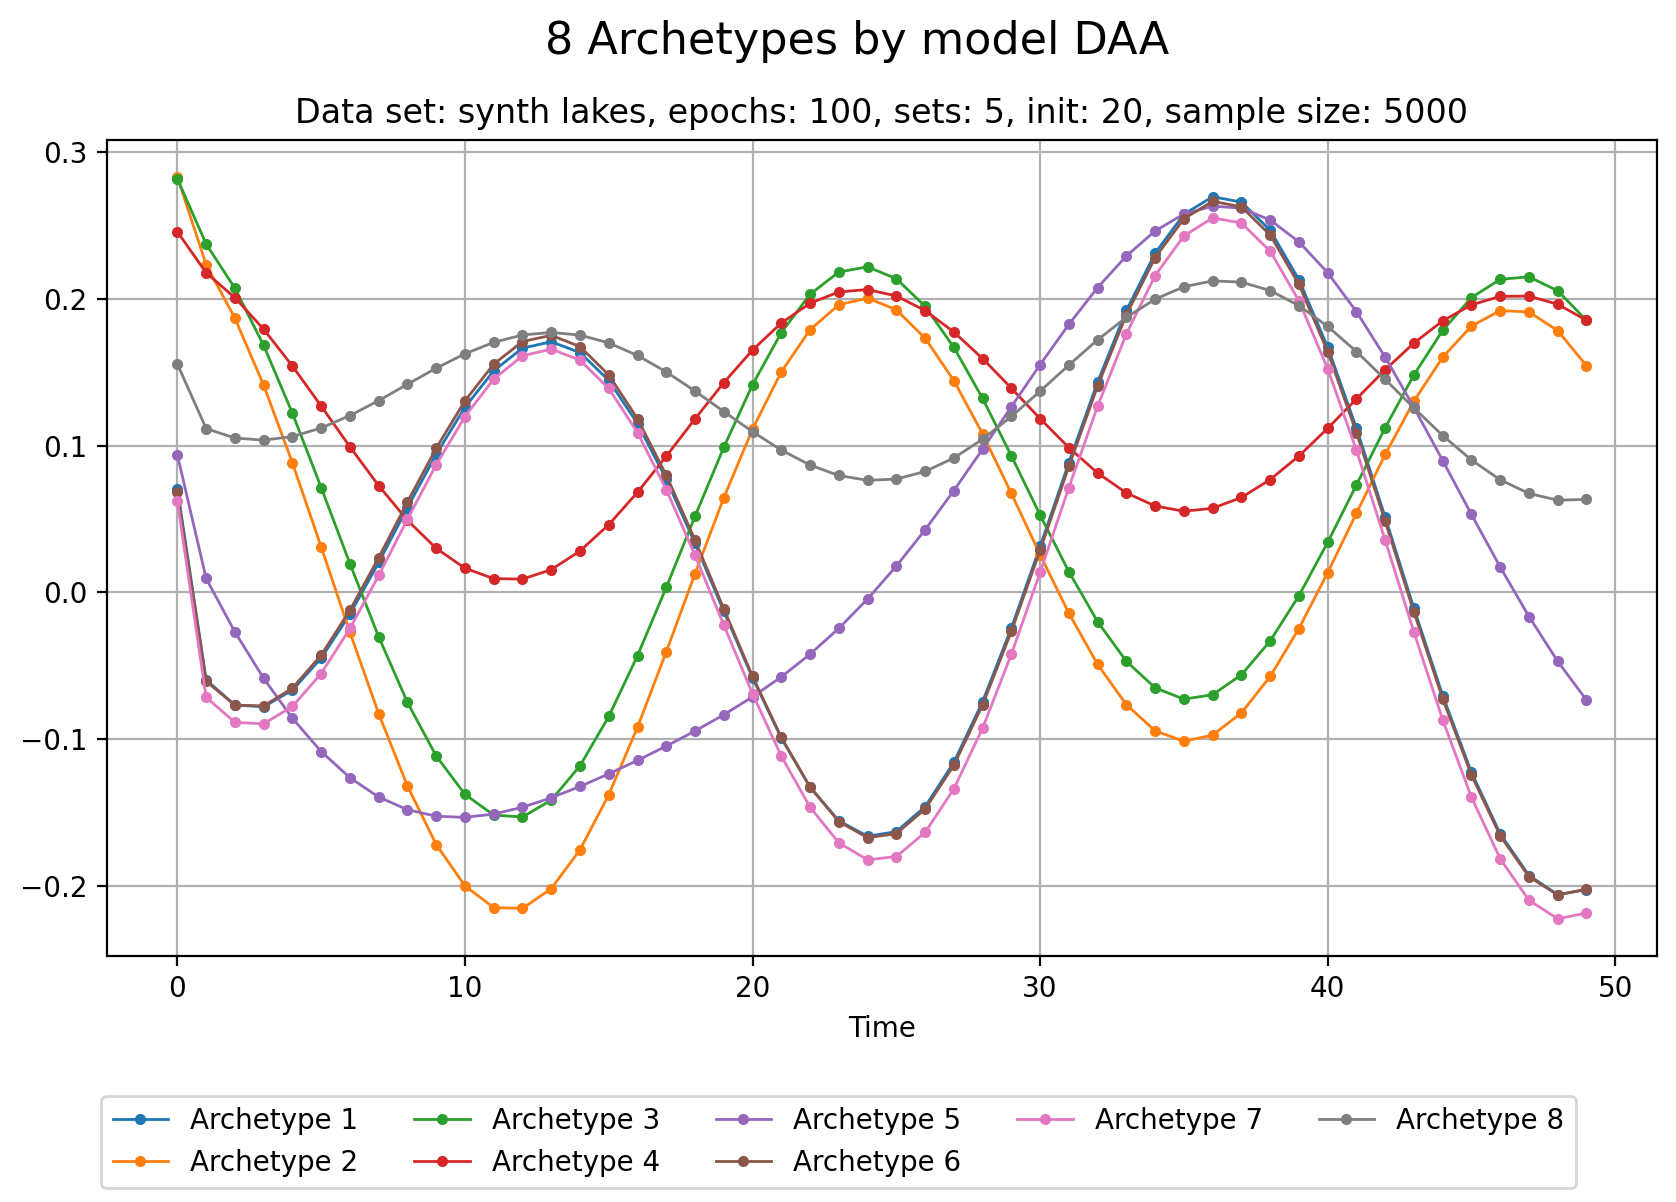 8 Archetypes by model DAA
Data set: synth lakes, epochs: 100, sets: 5, init: 20, sample size: 5000
0.3
0.2
0.1
0.0
−0.1
−0.2
0 10 20 30 40 50
Time
Archetype 1 Archetype 3 Archetype 5 Archetype 7 Archetype 8
Archetype 2 Archetype 4 Archetype 6